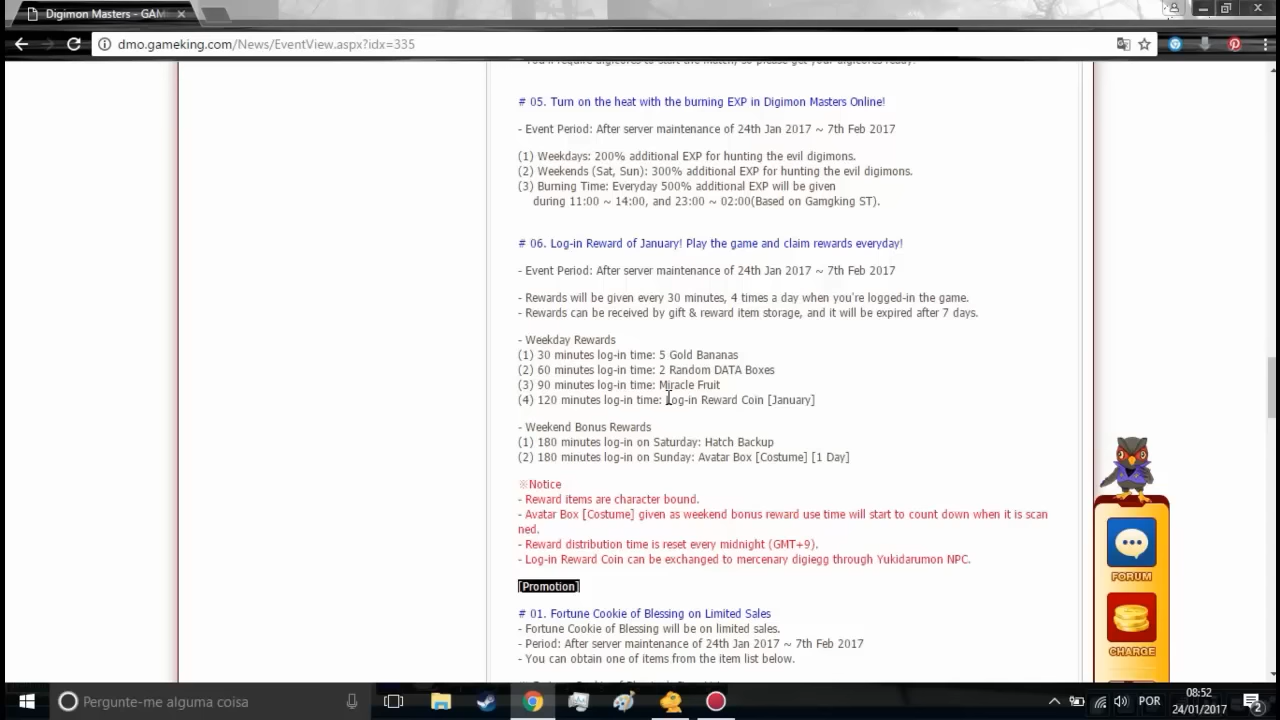 Digimon Masters - GAM
dmo.gameking.com/News/EventView.aspx?idx=335
# 05. Turn on the heat with the burning EXP in Digimon Masters Online!
- Event Period: After server maintenance of 24th Jan 2017 ~ 7th Feb 2017
(1) Weekdays: 200% additional EXP for hunting the evil digimons.
(2) Weekends (Sat, Sun): 300% additional EXP for hunting the evil digimons.
(3) Burning Time: Everyday 500% additional EXP will be given
during 11:00 ~ 14:00, and 23:00 ~ 02:00(Based on Gamgking ST).
# 06. Log-in Reward of January! Play the game and claim rewards everyday!
- Event Period: After server maintenance of 24th Jan 2017 ~ 7th Feb 2017
- Rewards will be given every 30 minutes, 4 times a day when you're logged-in the game.
- Rewards can be received by gift & reward item storage, and it will be expired after 7 days.
- Weekday Rewards
(1) 30 minutes log-in time: 5 Gold Bananas
(2) 60 minutes log-in time: 2 Random DATA Boxes
(3) 90 minutes log-in time: Miracle Fruit
(4) 120 minutes log-in time: Log-in Reward Coin [January]
- Weekend Bonus Rewards
(1) 180 minutes log-in on Saturday: Hatch Backup
(2) 180 minutes log-in on Sunday: Avatar Box [Costume] [1 Day]
※Notice
- Reward items are character bound.
- Avatar Box [Costume] given as weekend bonus reward use time will start to count down when it is scan
ned.
- Reward distribution time is reset every midnight (GMT+9).
- Log-in Reward Coin can be exchanged to mercenary digiegg through Yukidarumon NPC.
[Promotion]
# 01. Fortune Cookie of Blessing on Limited Sales
- Fortune Cookie of Blessing will be on limited sales.
- Period: After server maintenance of 24th Jan 2017 ~ 7th Feb 2017
- You can obtain one of items from the item list below.
FORUM
CHARGE
Pergunte-me alguma coisa
POR
08:52
24/01/2017
2